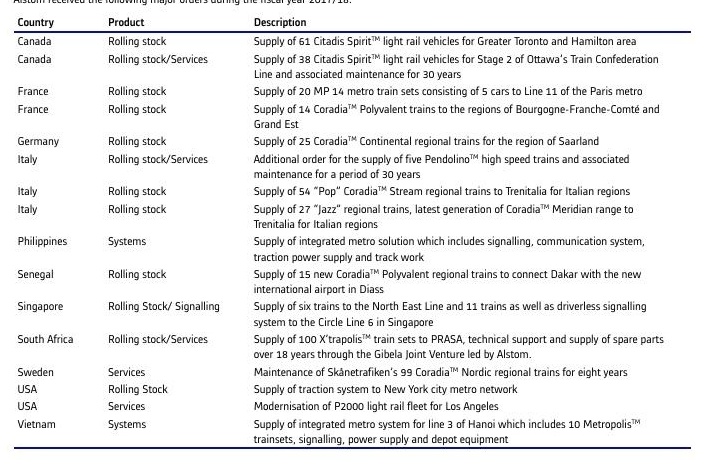 Alstom received the following major orders during the fiscal year 2017/18:
Country Product Description
Canada Rolling stock Supply of 61 Citadis Spirit™ light rail vehicles for Greater Toronto and Hamilton area
Canada Rolling stock/Services Supply of 38 Citadis Spirit™ light rail vehicles for Stage 2 of Ottawa's Train Confederation
Line and associated maintenance for 30 years
France Rolling stock Supply of 20 MP 14 metro train sets consisting of 5 cars to Line 11 of the Paris metro
France Rolling stock Supply of 14 Coradia™ Polyvalent trains to the regions of Bourgogne-Franche-Comté and
Grand Est
Germany Rolling stock Supply of 25 Coradia™ Continental regional trains for the region of Saarland
Italy Rolling stock/Services Additional order for the supply of five Pendolino™ high speed trains and associated
maintenance for a period of 30 years
Italy Rolling stock Supply of 54 "Pop" Coradia™ Stream regional trains to Trenitalia for Italian regions
Italy Rolling stock Supply of 27 "Jazz" regional trains, latest generation of Coradia™ Meridian range to
Trenitalia for Italian regions
Philippines Systems Supply of integrated metro solution which includes signalling, communication system,
traction power supply and track work
Senegal Rolling stock Supply of 15 new Coradia™ Polyvalent regional trains to connect Dakar with the new
international airport in Diass
Singapore Rolling Stock/ Signalling Supply of six trains to the North East Line and 11 trains as well as driverless signalling
system to the Circle Line 6 in Singapore
South Africa Rolling stock/Services Supply of 100 X'trapolis™ train sets to PRASA, technical support and supply of spare parts
over 18 years through the Gibela Joint Venture led by Alstom.
Sweden Services Maintenance of Skånetrafiken's 99 Coradia™ Nordic regional trains for eight years
USA Rolling Stock Supply of traction system to New York city metro network
USA Services Modernisation of P2000 light rail fleet for Los Angeles
Vietnam Systems Supply of integrated metro system for line 3 of Hanoi which includes 10 Metropolis™
trainsets, signalling, power supply and depot equipment